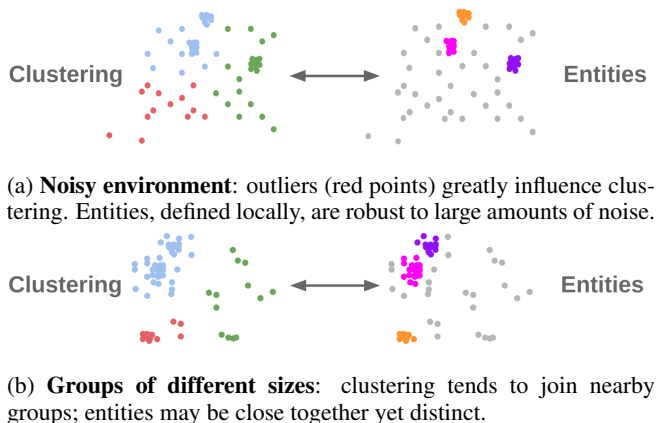 Clustering Entities
(a) Noisy environment: outliers (red points) greatly influence clus-
tering. Entities, defined locally, are robust to large amounts of noise.
Clustering Entities
(b) Groups of different sizes: clustering tends to join nearby
groups; entities may be close together yet distinct.